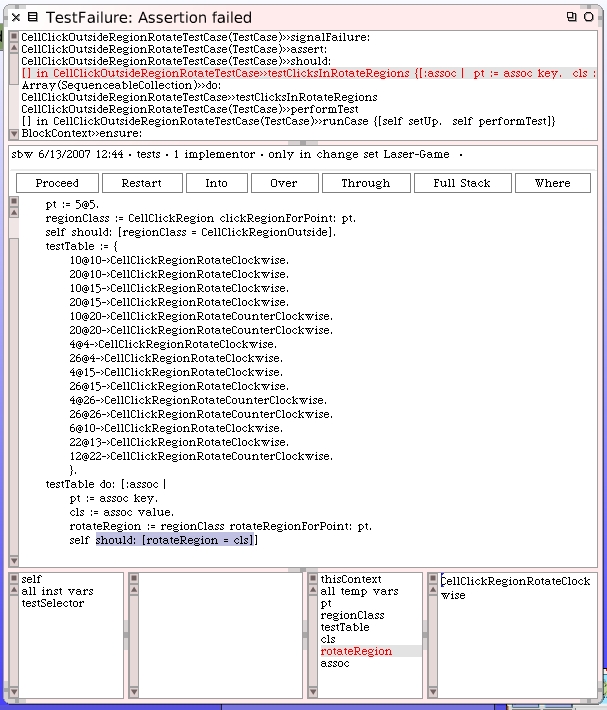 TestFailure: Assertion failed
CellClickOutsideRegionRotateTestCase(TestCase)>>signalFailure:
CellClickOutsideRegionRotateTestCase(TestCase)>>assert:
CellClickOutsideRegionRotateTestCase(TestCase)>>should:
[] in CellClickOutsideRegionRotateTestCase>>testClicksInRotateRegions {[:assoc | pt := assoc key. cls :
Array(SequenceableCollection)>>do:
CellClickOutsideRegionRotateTestCase>>testClicksInRotateRegions
CellClickOutsideRegionRotateTestCase(TestCase)>>performTest
[] in CellClickOutsideRegionRotateTestCase(TestCase)>>runCase {[self setUp. self performTest]}
BlockContext>>ensure:
sbw 6/13/2007 12:44 · tests · 1 implementor · only in change set Laser-Game ·
Proceed Restart Into Over Through Full Stack Where
pt := 5@5.
regionClass := CellClickRegion clickRegionForPoint: pt.
self should: [regionClass = CellClickRegionOutside].
testTable := {
10@10->CellClickRegionRotateClockwise.
20@10->CellClickRegionRotateClockwise.
10@15->CellClickRegionRotateClockwise.
20@15->CellClickRegionRotateClockwise.
10@20->CellClickRegionRotateCounterClockwise.
20@20->CellClickRegionRotateCounterClockwise.
4@4->CellClickRegionRotateClockwise.
26@4->CellClickRegionRotateClockwise.
4@15->CellClickRegionRotateClockwise.
26@15->CellClickRegionRotateClockwise.
4@26->CellClickRegionRotateCounterClockwise.
26@26->CellClickRegionRotateCounterClockwise.
6@10->CellClickRegionRotateClockwise.
22@13->CellClickRegionRotateClockwise.
12@22->CellClickRegionRotateCounterClockwise.
}.
testTable do: [:assoc |
pt := assoc key.
cls := assoc value.
rotateRegion := regionClass rotateRegionForPoint: pt.
self should: [rotateRegion = cls]]
self
all inst vars
testSelector
thisContext
all temp vars
pt
regionClass
testTable
cls
rotateRegion
assoc
CellClickRegionRotateClock
wise